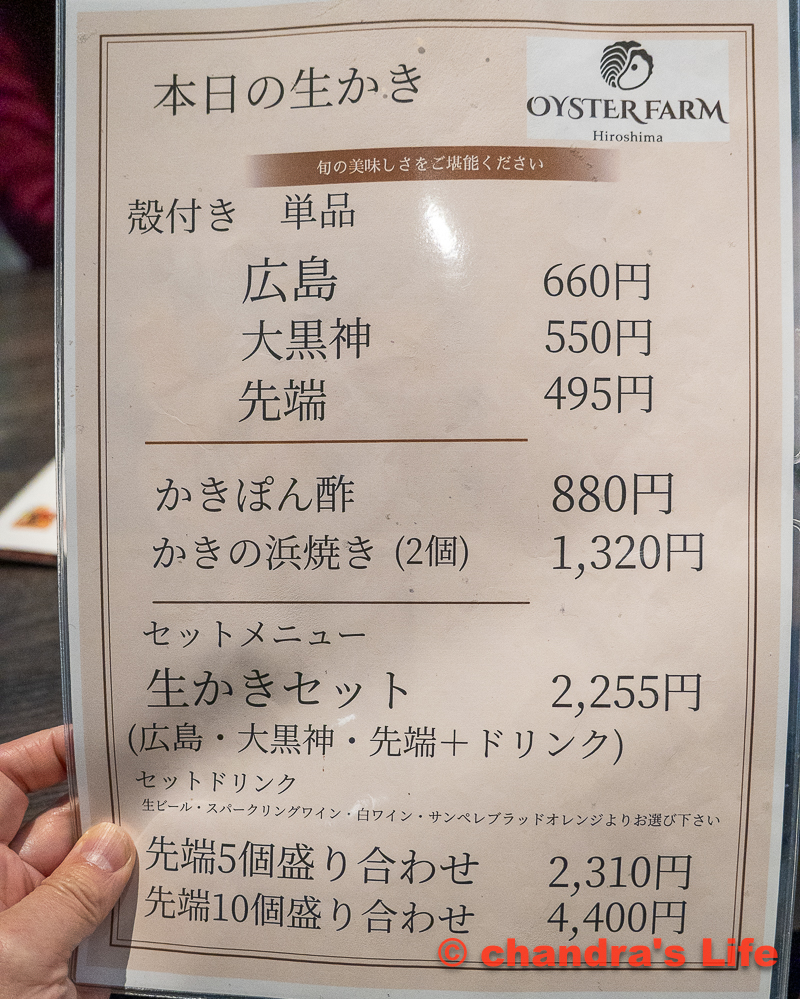 本日の生かき
OYSTER FARM
Hiroshima
旬の美味しさをご堪能ください
殻付き 単品
広島 660円
大黒神 550円
先端 495円
かきぽん酢 880円
かきの浜焼き (2個) 1,320円
セットメニュー
生かきセット 2,255円
(広島・大黒神・先端＋ドリンク)
セットドリンク
生ビール・スパークリングワイン・白ワイン・サンペレブラッドオレンジよりお選び下さい
先端5個盛り合わせ 2,310円
先端10個盛り合わせ 4,400円
© chandra's Life